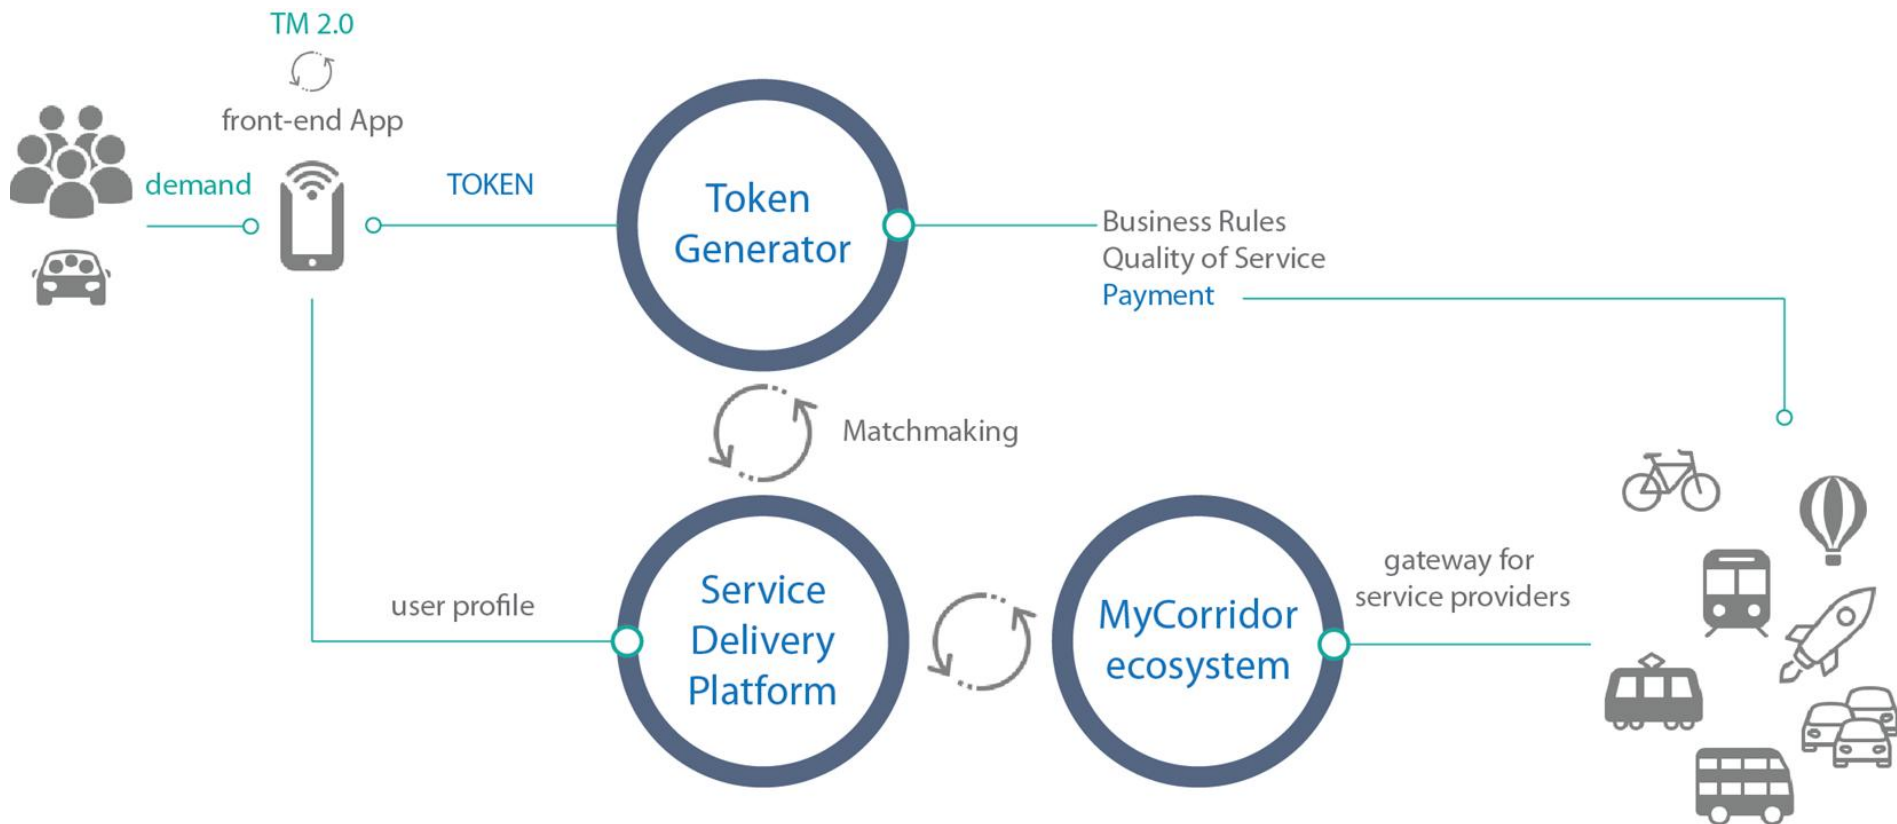 TM 2.0
front-end App
demand
TOKEN
Token
Generator
Business Rules
Quality of Service
Payment
Matchmaking
user profile
Service
Delivery
Platform
MyCorridor
ecosystem
gateway for
service providers